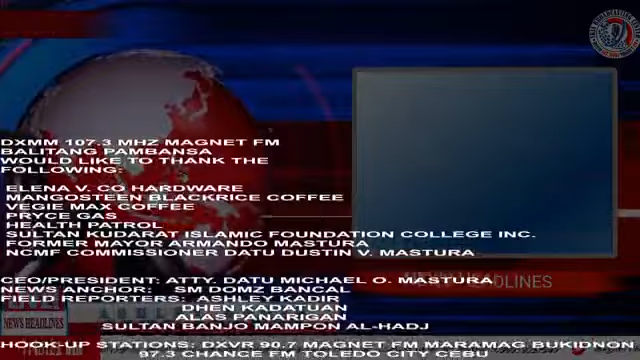 DXMM 107.3 MHZ MAGNET FM
BALITANG PAMBANSA
WOULD LIKE TO THANK THE
FOLLOWING:
ELENA V. CO HARDWARE
MANGOSTEEN BLACKRICE COFFEE
VEGIE MAX COFFEE
PRYCE GAS
HEALTH PATROL
SULTAN KUDARAT ISLAMIC FOUNDATION COLLEGE INC.
FORMER MAYOR ARMANDO MASTURA
NCMF COMMISSIONER DATU DUSTIN V. MASTURA
CEO/PRESIDENT: ATTY. DATU MICHAEL O. MASTURA
NEWS ANCHOR: JTM DOMZ BANCAL
FIELD REPORTERS: ASHLEY KADIR
DHEN KADATUAN
ALMAS PANARIGAN
SULTAN BANJO MAMPON AL-HADJ
HOOK-UP STATIONS: DXVR 90.7 MAGNET FM MARAMAG BUKIDNON
97.3 CHANCE FM TOLEDO CITY CEBU
NEWS HEADLINES
NEWS HEADLINES